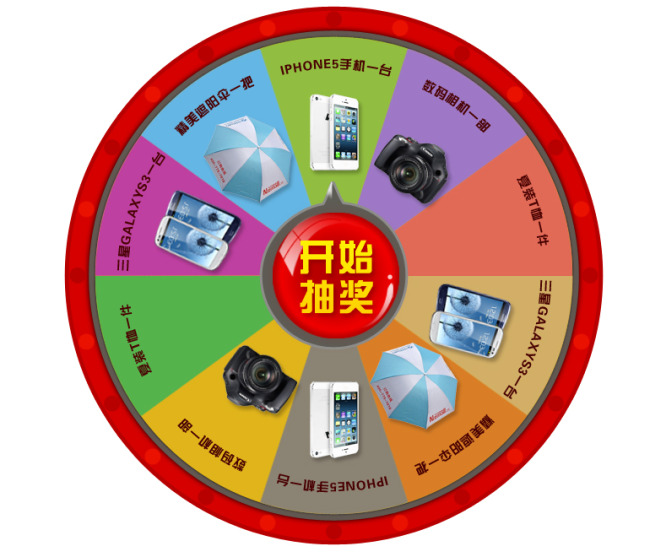 IPHONE5手机一台
数码相机一部
夏装T恤一件
三星GALAXYS3一台
精美遮阳伞一把
IPHONE5手机一台
数码相机一部
夏装T恤一件
三星GALAXYS3一台
精美遮阳伞一把
开始
抽奖